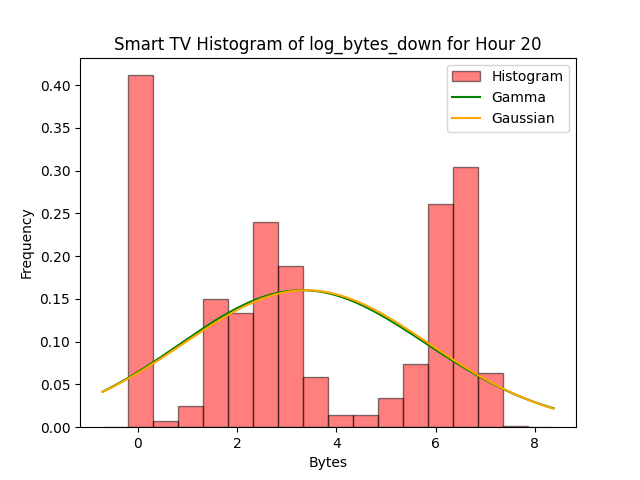 Smart TV Histogram of log_bytes_down for Hour 20
Histogram
Gamma
Gaussian
Frequency
0.40
0.35
0.30
0.25
0.20
0.15
0.10
0.05
0.00
0 2 4 6 8
Bytes